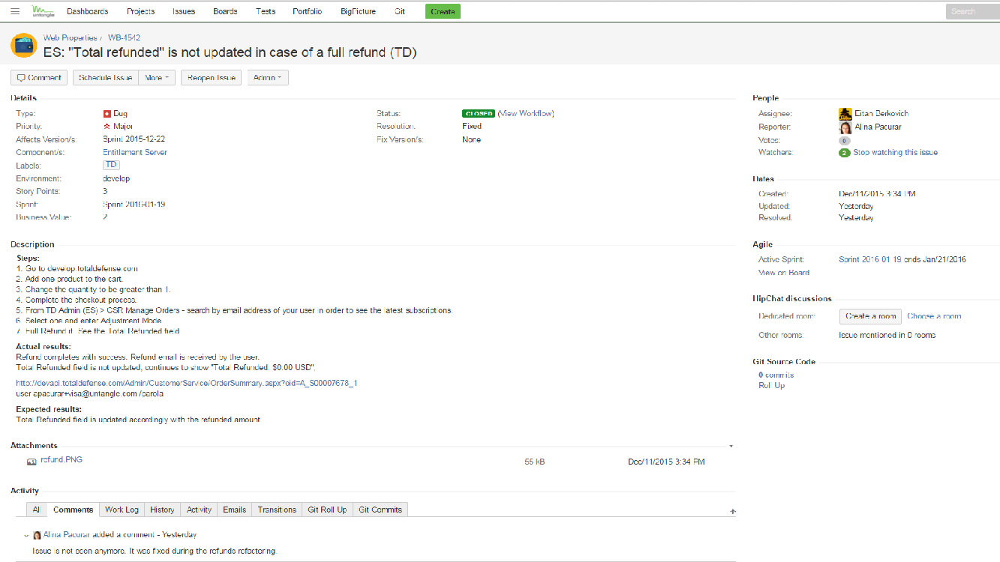 untangle Dashboards Projects Issues Boards Tests Portfolio BigPicture Git Create Search
Web Properties / WB-4542
ES: "Total refunded" is not updated in case of a full refund (TD)
Comment Schedule Issue More Reopen Issue Admin
Details
Type: Bug
Priority: Major
Affects Version/s: Sprint 2015-12-22
Component/s: Entitlement Server
Labels: TD
Environment: develop
Story Points: 3
Sprint: Sprint 2016-01-19
Business Value: 2
Status: CLOSED (View Workflow)
Resolution: Fixed
Fix Version/s: None
Description
Steps:
1. Go to develop.totaldefense.com
2. Add one product to the cart.
3. Change the quantity to be greater than 1.
4. Complete the checkout process.
5. From TD Admin (ES) > CSR Manage Orders - search by email address of your user in order to see the latest subscriptions.
6. Select one and enter Adjustment Mode
7. Full Refund it. See the Total Refunded field
Actual results:
Refund completes with success. Refund email is received by the user.
Total Refunded field is not updated, continues to show "Total Refunded: $0.00 USD".
http://devapi.totaldefense.com/Admin/CustomerService/OrderSummary.aspx?oid=A_S00007678_1
user apacurar+visa@untangle.com /parola
Expected results:
Total Refunded field is updated accordingly with the refunded amount
Attachments
refund.PNG 55 kB Dec/11/2015 3:34 PM
Activity
All Comments Work Log History Activity Emails Transitions Git Roll Up Git Commits
Alina Pacurar added a comment - Yesterday
Issue is not seen anymore. It was fixed during the refunds refactoring.
People
Assignee: Eitan Berkovich
Reporter: Alina Pacurar
Votes: 0
Watchers: 2 Stop watching this issue
Dates
Created: Dec/11/2015 3:34 PM
Updated: Yesterday
Resolved: Yesterday
Agile
Active Sprint: Sprint 2016-01-19 ends Jan/21/2016
View on Board
HipChat discussions
Dedicated room: Create a room Choose a room
Other rooms: Issue mentioned in 0 rooms
Git Source Code
0 commits
Roll Up